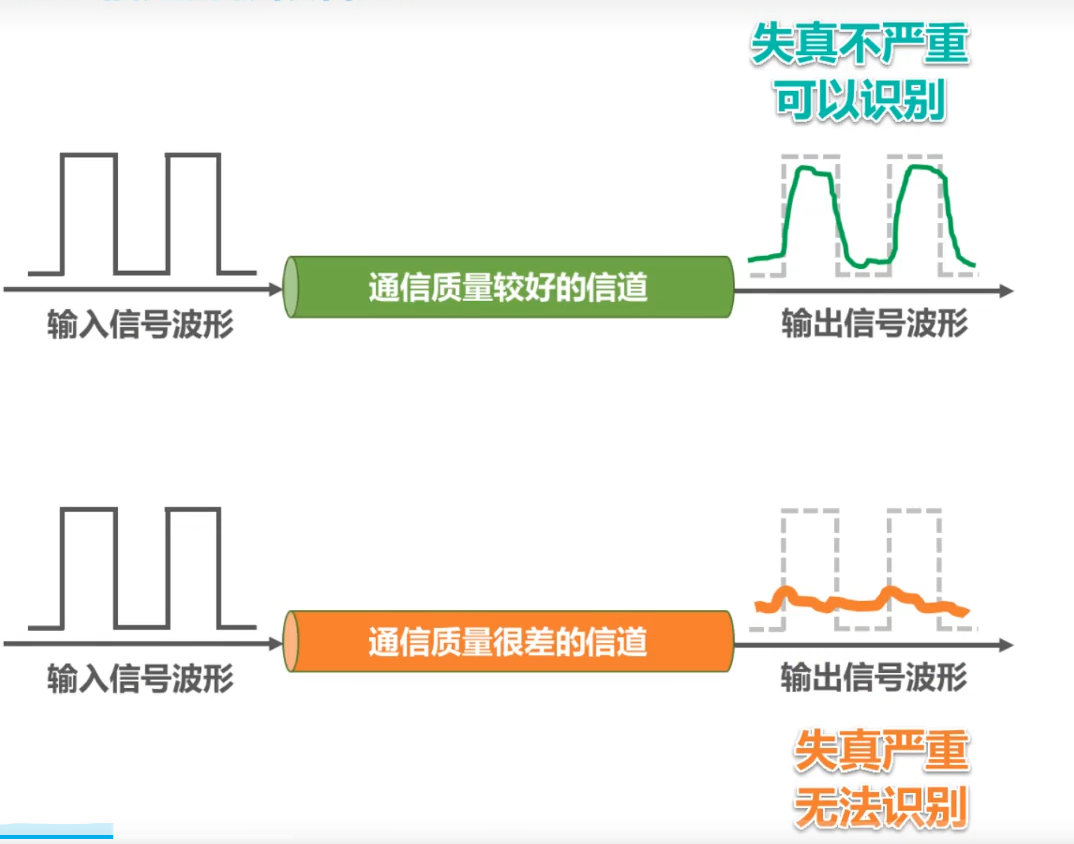 失真不严重
可以识别
通信质量较好的信道
输入信号波形
输出信号波形
通信质量很差的信道
输入信号波形
输出信号波形
失真严重
无法识别